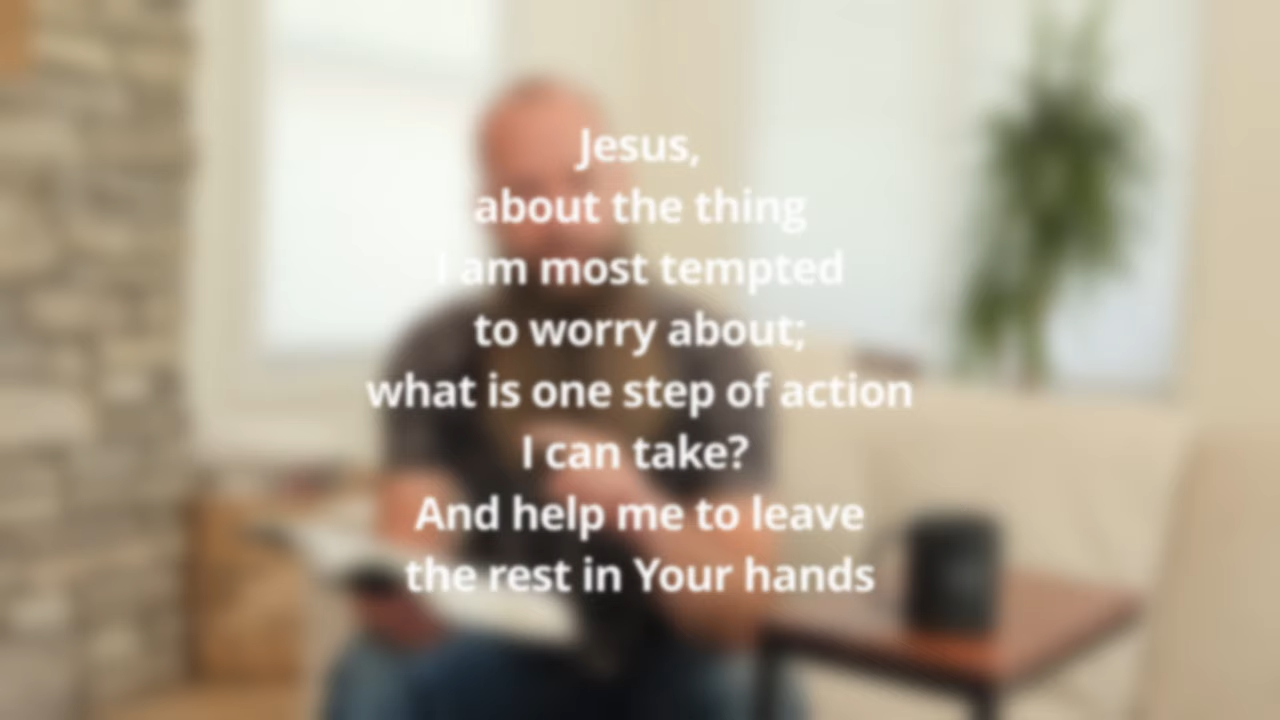 Jesus,
about the thing
I am most tempted
to worry about;
what is one step of action
I can take?
And help me to leave
the rest in Your hands